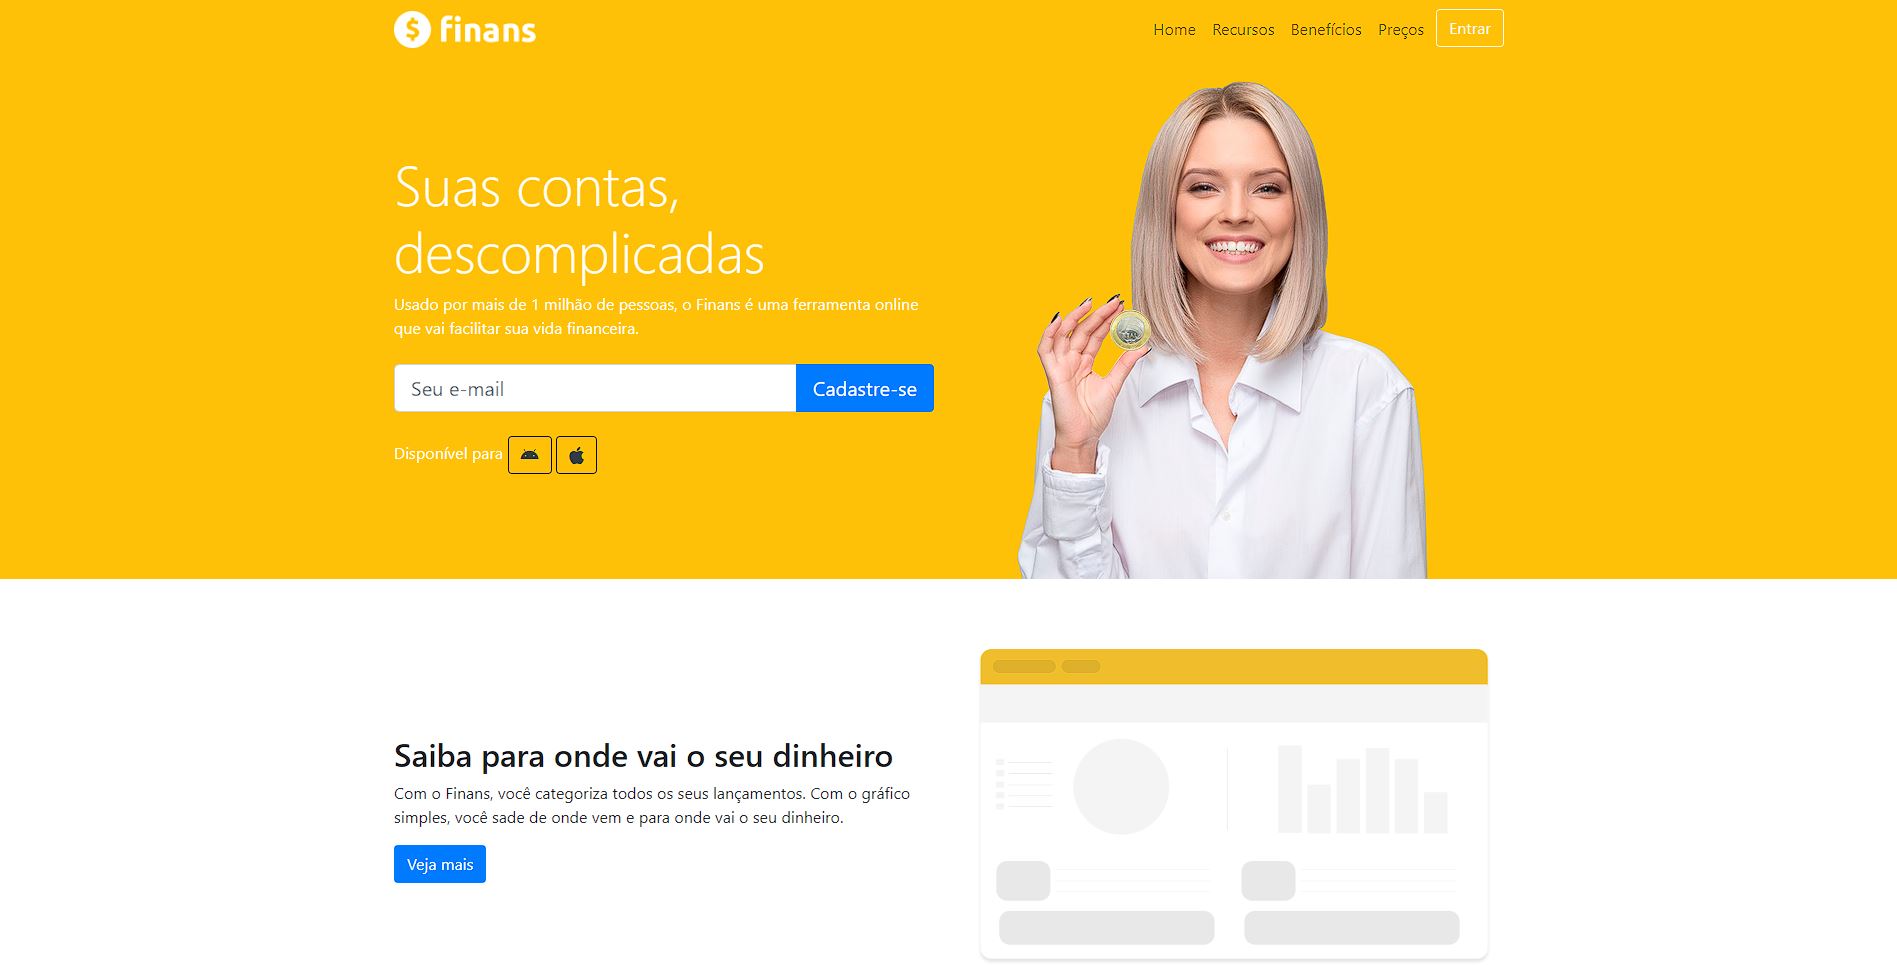 finans
Home Recursos Benefícios Preços Entrar
Suas contas,
descomplicadas
Usado por mais de 1 milhão de pessoas, o Finans é uma ferramenta online
que vai facilitar sua vida financeira.
Seu e-mail Cadastre-se
Disponível para
Saiba para onde vai o seu dinheiro
Com o Finans, você categoriza todos os seus lançamentos. Com o gráfico
simples, você sade de onde vem e para onde vai o seu dinheiro.
Veja mais